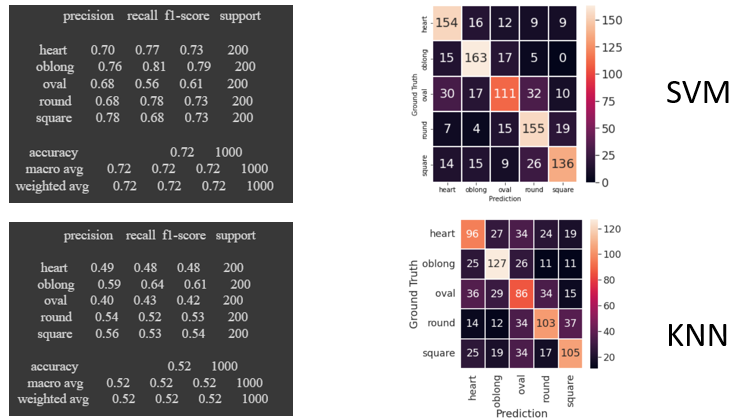 precision recall f1-score support
heart 0.70 0.77 0.73 200
oblong 0.76 0.81 0.79 200
oval 0.68 0.56 0.61 200
round 0.68 0.78 0.73 200
square 0.78 0.68 0.73 200
accuracy 0.72 1000
macro avg 0.72 0.72 0.72 1000
weighted avg 0.72 0.72 0.72 1000
Ground Truth
heart 154 16 12 9 9
oblong 15 163 17 5 0
oval 30 17 111 32 10
round 7 4 15 155 19
square 14 15 9 26 136
heart oblong oval round square
Prediction
150
125
100
75
50
25
0
SVM
precision recall f1-score support
heart 0.49 0.48 0.48 200
oblong 0.59 0.64 0.61 200
oval 0.40 0.43 0.42 200
round 0.54 0.52 0.53 200
square 0.56 0.53 0.54 200
accuracy 0.52 1000
macro avg 0.52 0.52 0.52 1000
weighted avg 0.52 0.52 0.52 1000
Ground Truth
heart 96 27 34 24 19
oblong 25 127 26 11 11
oval 36 29 86 34 15
round 14 12 34 103 37
square 25 19 34 17 105
heart oblong oval round square
Prediction
120
100
80
60
40
20
KNN